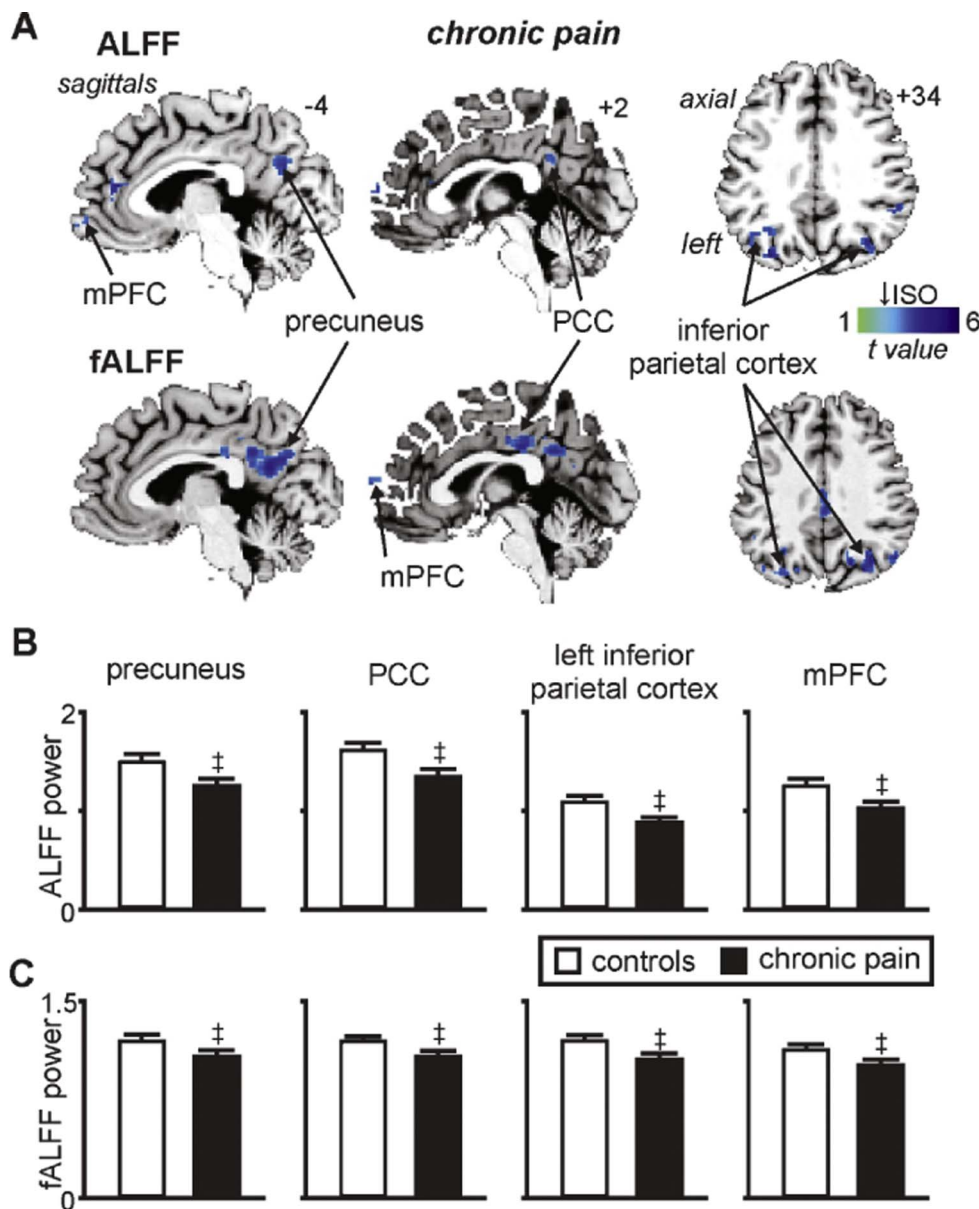 A
ALFF
chronic pain
sagittals
-4
+2
axial
+34
left
mPFC
precuneus
PCC
inferior
parietal cortex
↓ISO
1
6
t value
fALFF
mPFC
B
precuneus
PCC
left inferior
parietal cortex
mPFC
2
ALFF power
0
‡
‡
‡
‡
controls
chronic pain
C
1.5
fALFF power
0
‡
‡
‡
‡